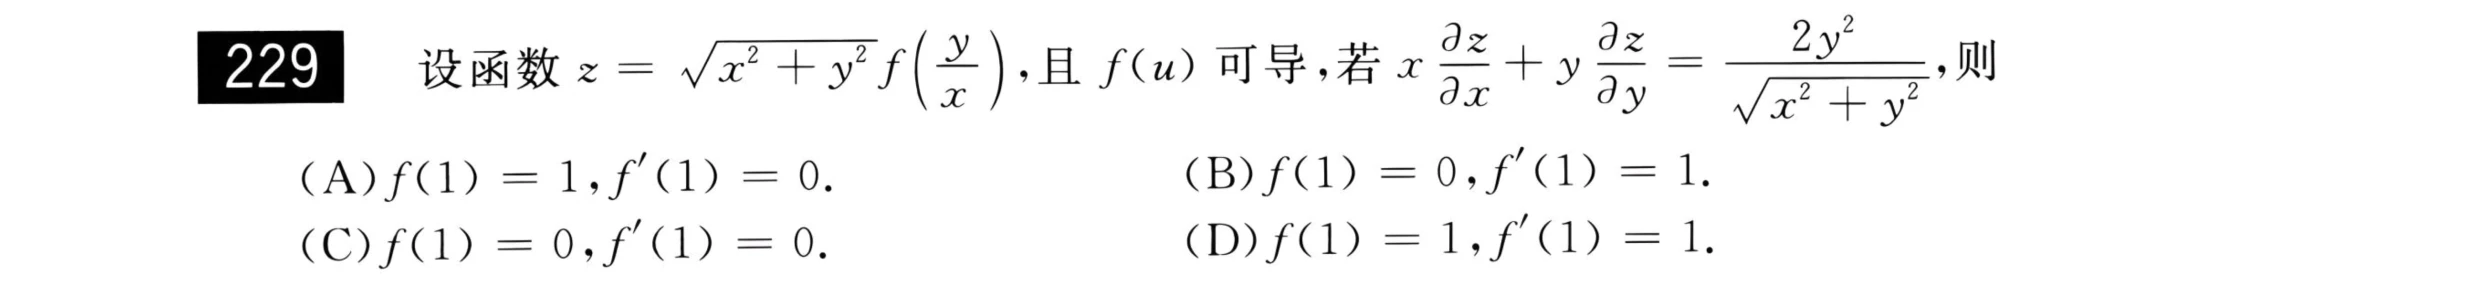 229 设函数 $z = \sqrt{x^2 + y^2} f\left(\frac{y}{x}\right)$,且 $f(u)$ 可导,若 $x \frac{\partial z}{\partial x} + y \frac{\partial z}{\partial y} = \frac{2y^2}{\sqrt{x^2 + y^2}}$,则
(A)$f(1) = 1, f'(1) = 0$. (B)$f(1) = 0, f'(1) = 1$.
(C)$f(1) = 0, f'(1) = 0$. (D)$f(1) = 1, f'(1) = 1$.